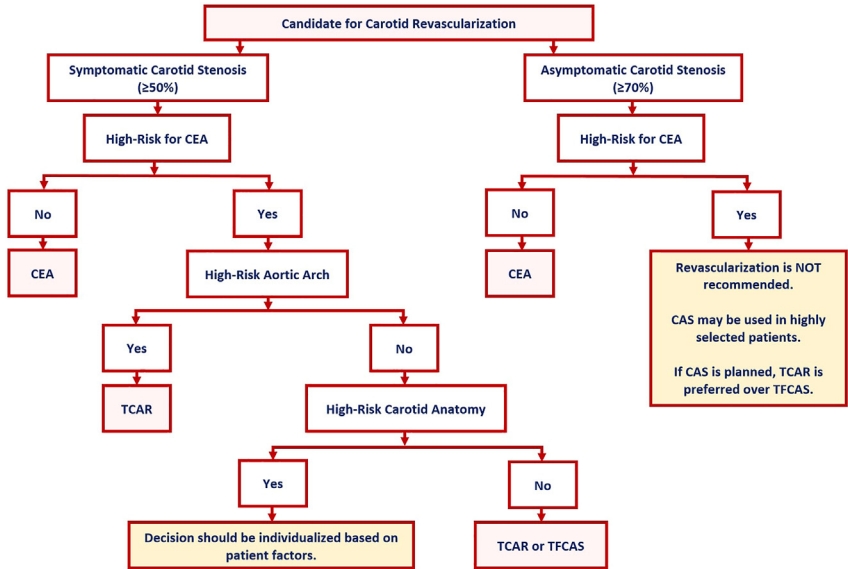 Candidate for Carotid Revascularization
Symptomatic Carotid Stenosis
(≥50%)
Asymptomatic Carotid Stenosis
(≥70%)
High-Risk for CEA
High-Risk for CEA
No
Yes
No
Yes
CEA
High-Risk Aortic Arch
CEA
Revascularization is NOT
recommended.
CAS may be used in highly
selected patients.
If CAS is planned, TCAR is
preferred over TFCAS.
Yes
No
TCAR
High-Risk Carotid Anatomy
Yes
No
Decision should be individualized based on
patient factors.
TCAR or TFCAS